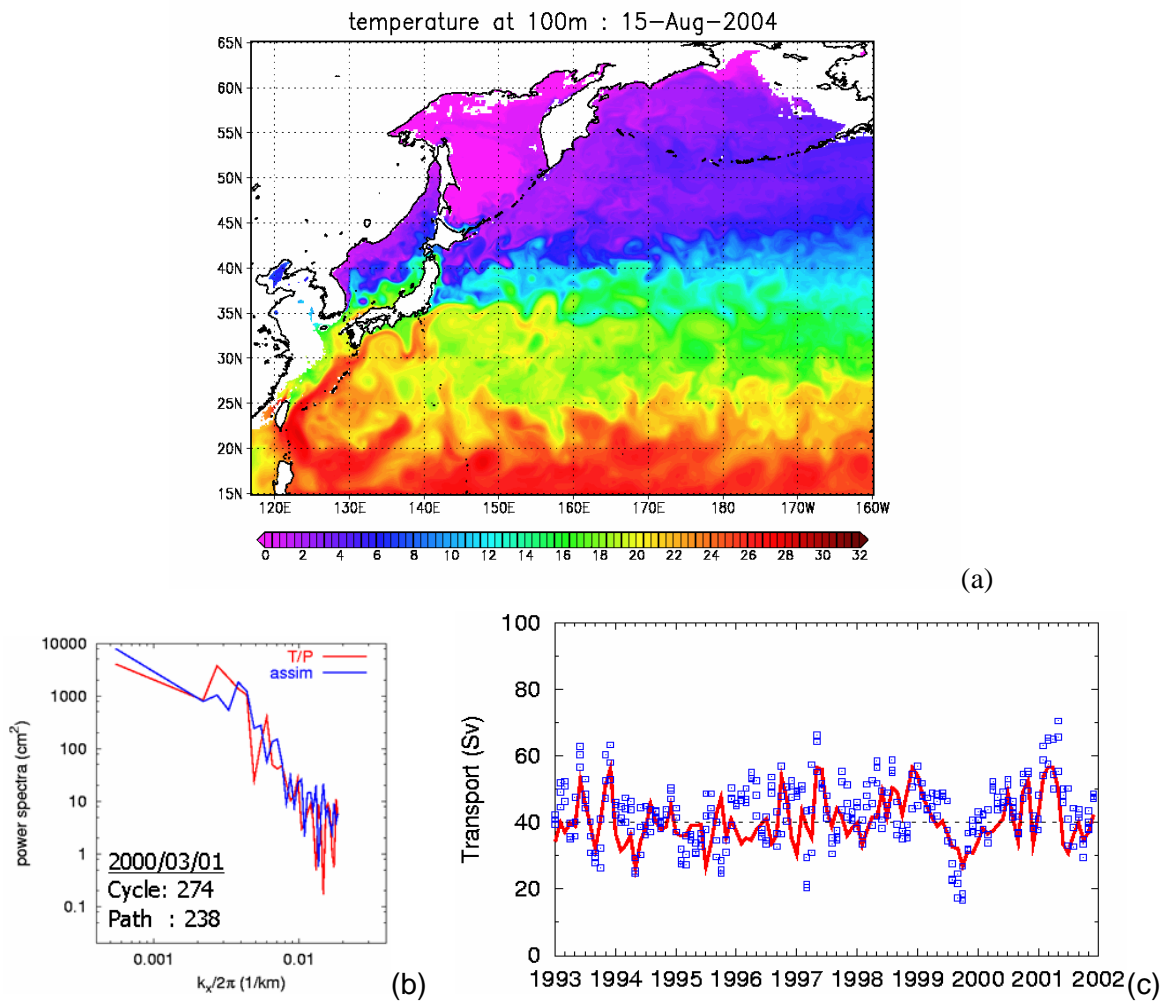 temperature at 100m : 15-Aug-2004
65N
60N
55N
50N
45N
40N
35N
30N
25N
20N
15N
120E 130E 140E 150E 160E 170E 180 170W 160W
0 2 4 6 8 10 12 14 16 18 20 22 24 26 28 30 32
(a)
10000
1000
100
10
1
0.1
power spectra (cm²)
T/P
assim
2000/03/01
Cycle: 274
Path : 238
0.001 0.01
kₓ/2π (1/km)
(b)
100
80
60
40
20
0
Transport (Sv)
1993 1994 1995 1996 1997 1998 1999 2000 2001 2002
(c)